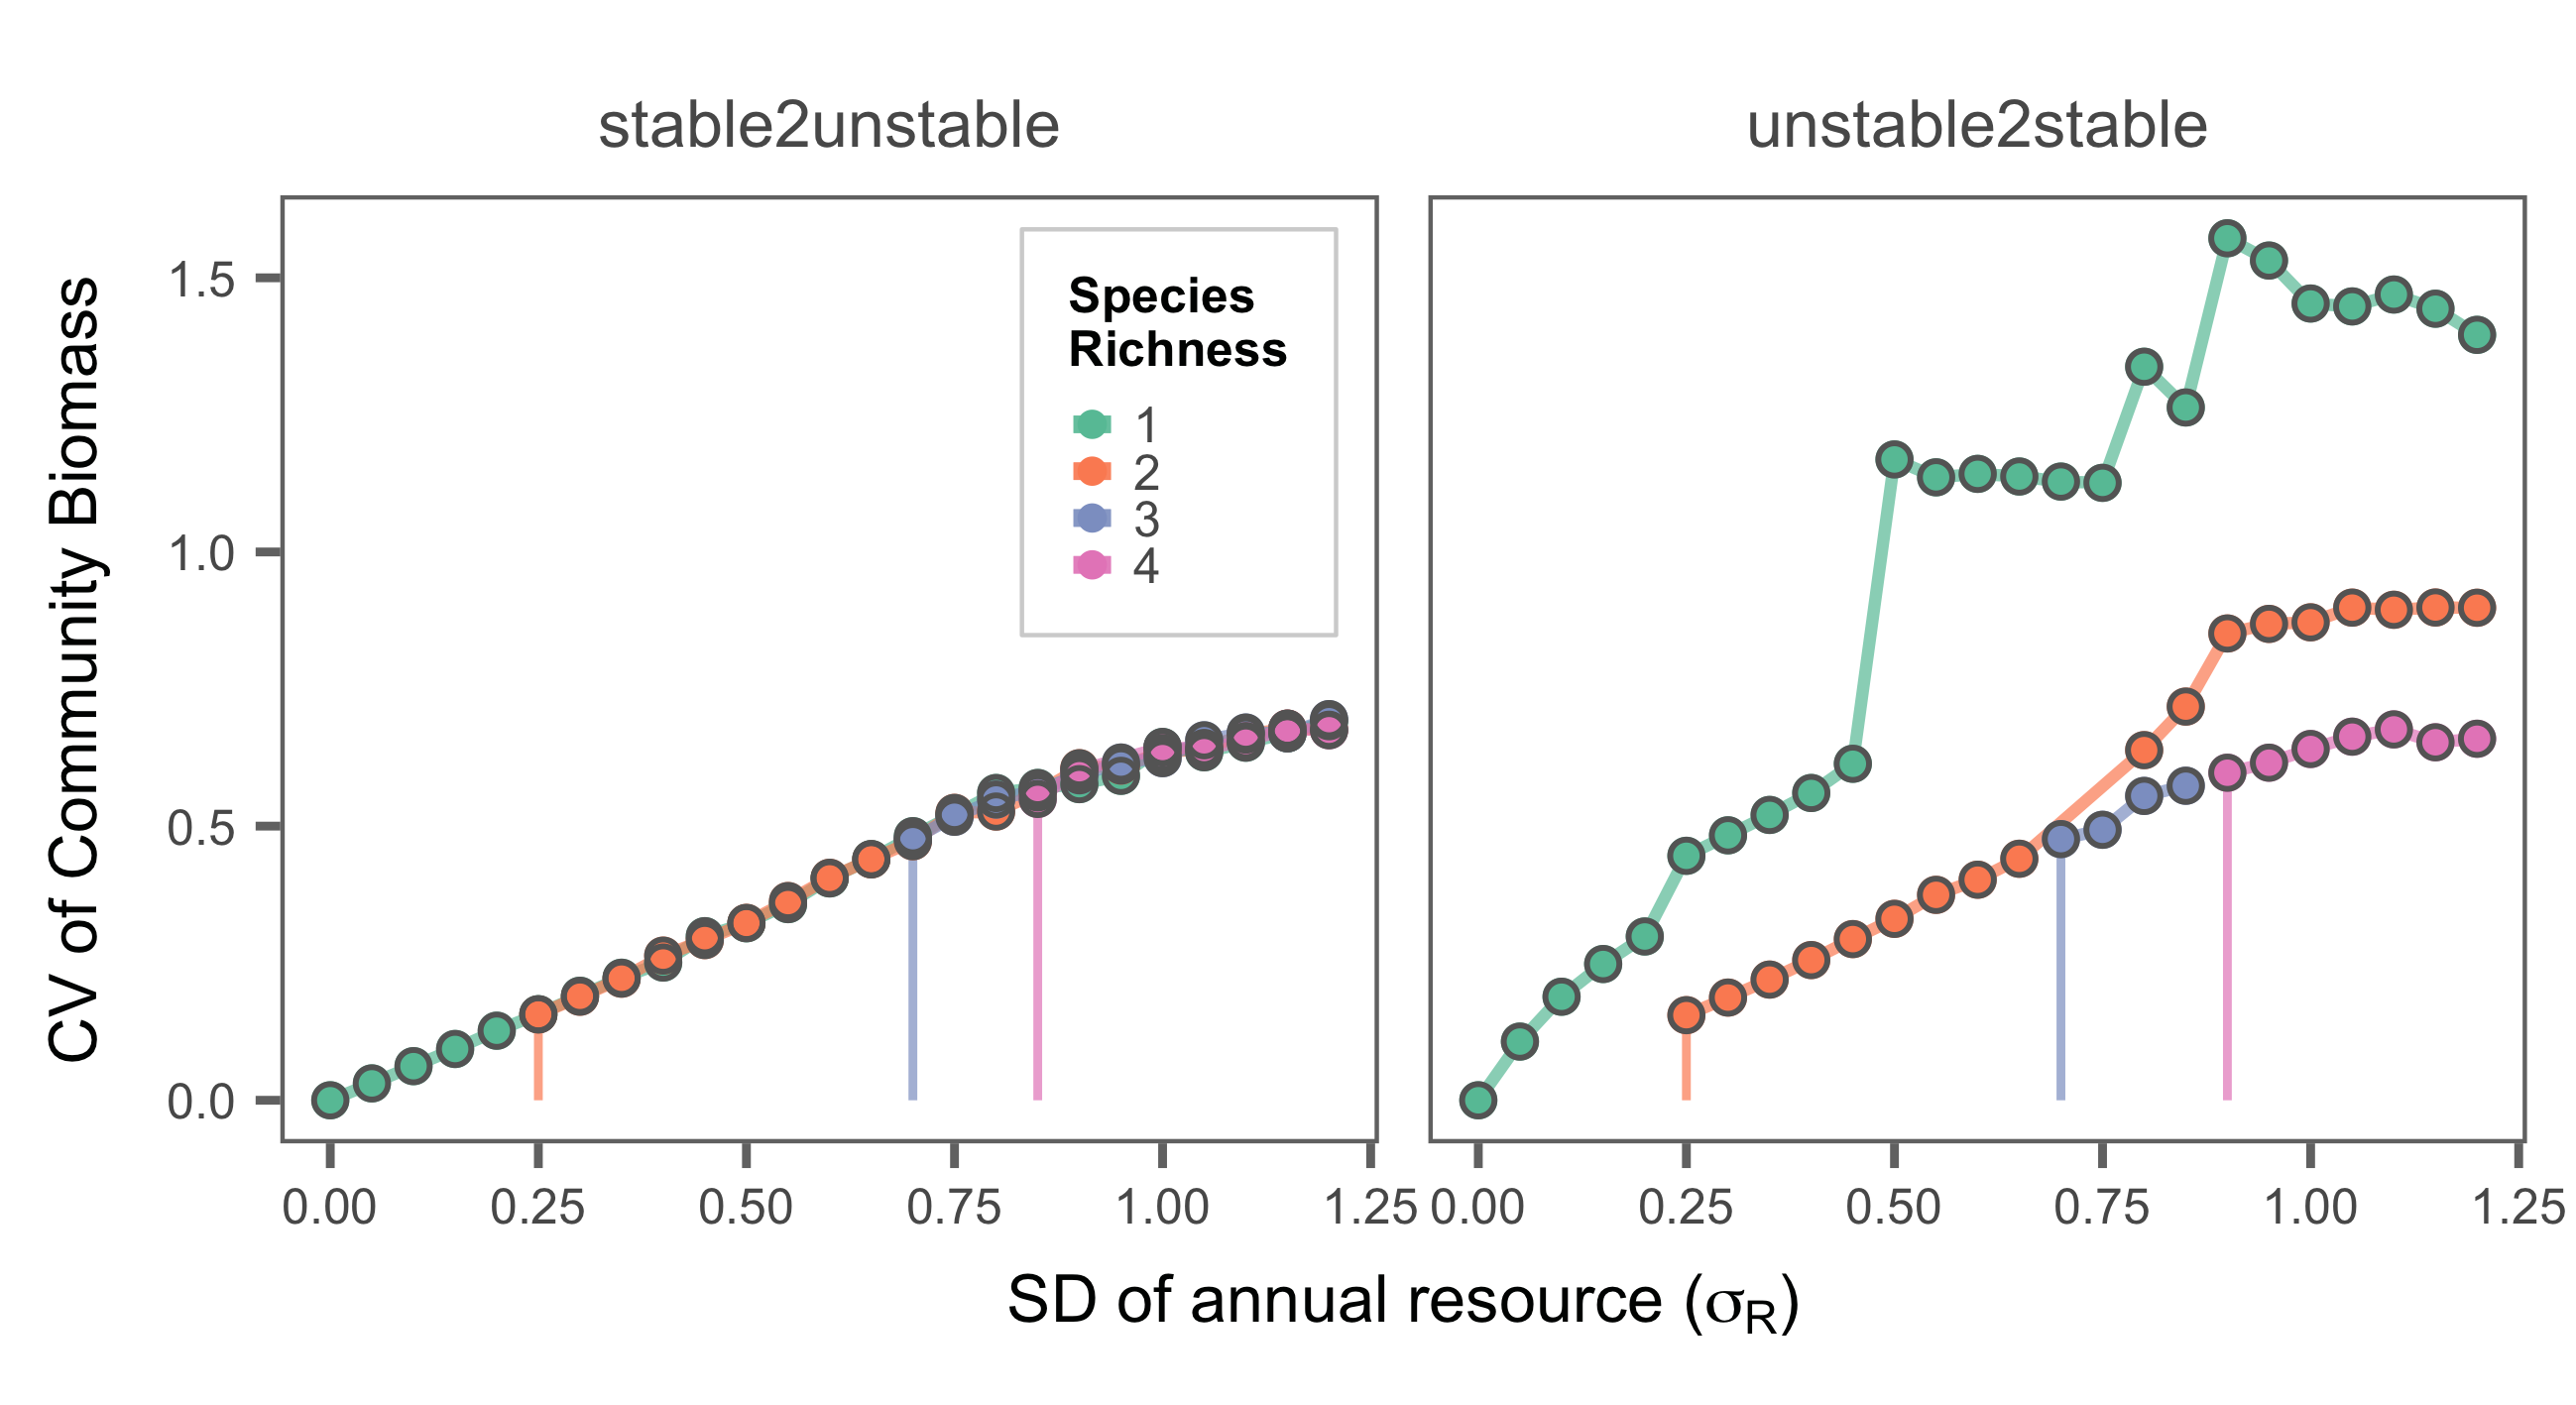 stable2unstable
unstable2stable
CV of Community Biomass
1.5
1.0
0.5
0.0
Species
Richness
1
2
3
4
0.00 0.25 0.50 0.75 1.00 1.25
0.00 0.25 0.50 0.75 1.00 1.25
SD of annual resource (σR)